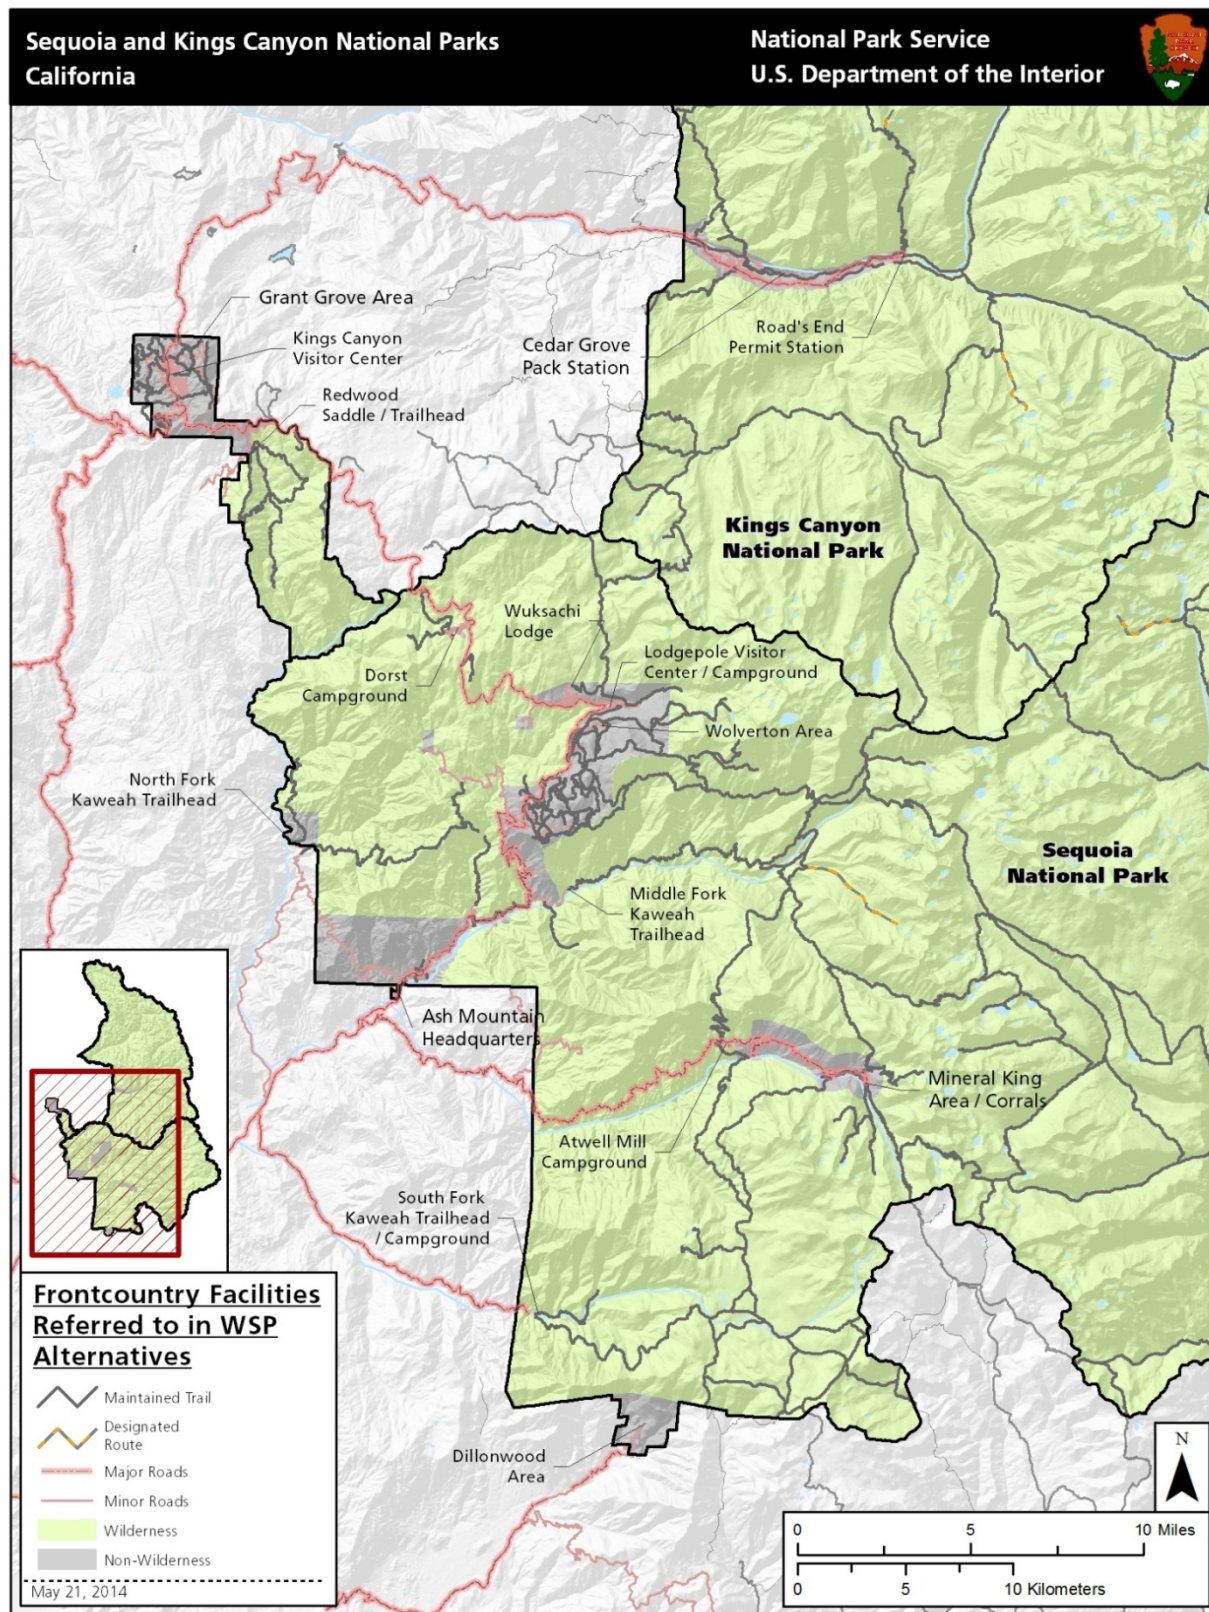 Sequoia and Kings Canyon National Parks
California
National Park Service
U.S. Department of the Interior
Grant Grove Area
Kings Canyon
Visitor Center
Redwood
Saddle / Trailhead
Cedar Grove
Pack Station
Road's End
Permit Station
Kings Canyon
National Park
Wuksachi
Lodge
Lodgepole Visitor
Center / Campground
Dorst
Campground
Wolverton Area
North Fork
Kaweah Trailhead
Sequoia
National Park
Middle Fork
Kaweah
Trailhead
Ash Mountain
Headquarters
Mineral King
Area / Corrals
Atwell Mill
Campground
South Fork
Kaweah Trailhead
/ Campground
Dillonwood
Area
Frontcountry Facilities
Referred to in WSP
Alternatives
Maintained Trail
Designated
Route
Major Roads
Minor Roads
Wilderness
Non-Wilderness
May 21, 2014
N
0 5 10 Miles
0 5 10 Kilometers